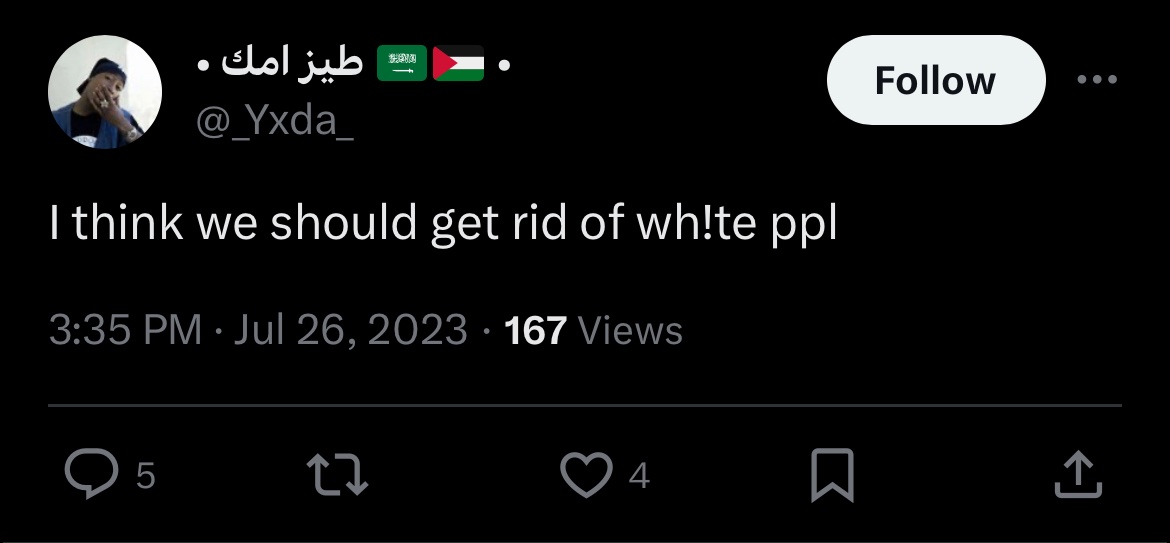 • طيز امك 🇸🇦🇵🇸 •
@_Yxda_
Follow
I think we should get rid of wh!te ppl
3:35 PM · Jul 26, 2023 · 167 Views
5
4